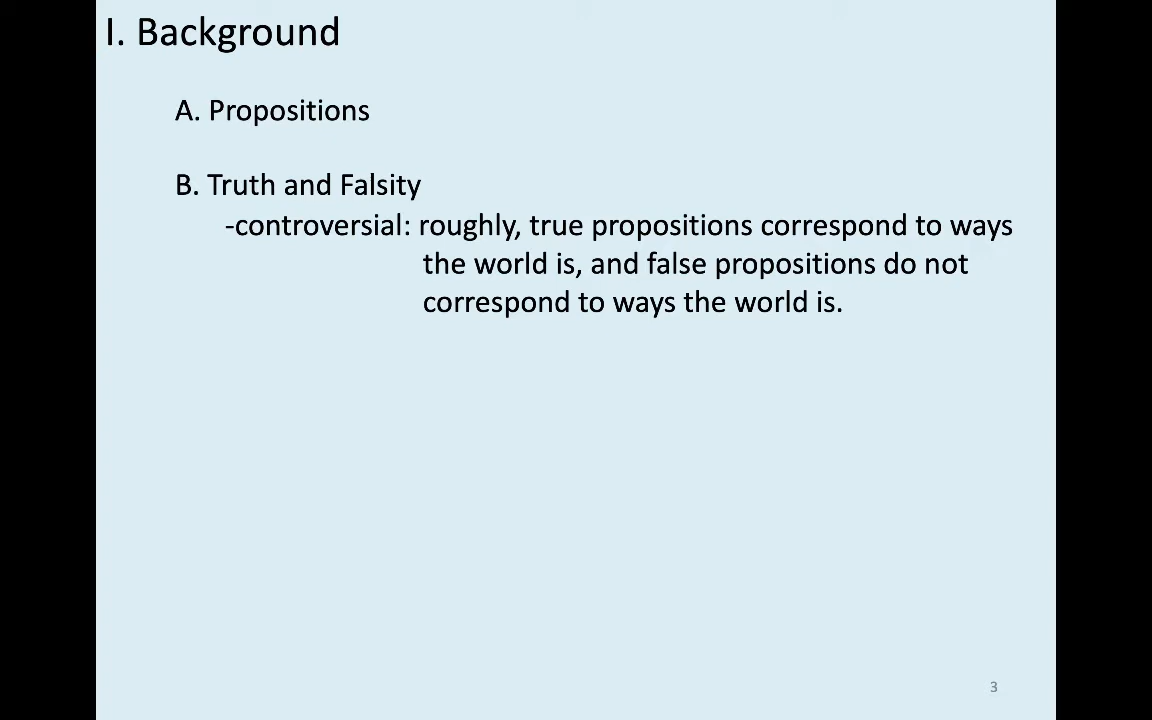 I. Background
A. Propositions
B. Truth and Falsity
-controversial: roughly, true propositions correspond to ways
the world is, and false propositions do not
correspond to ways the world is.
3